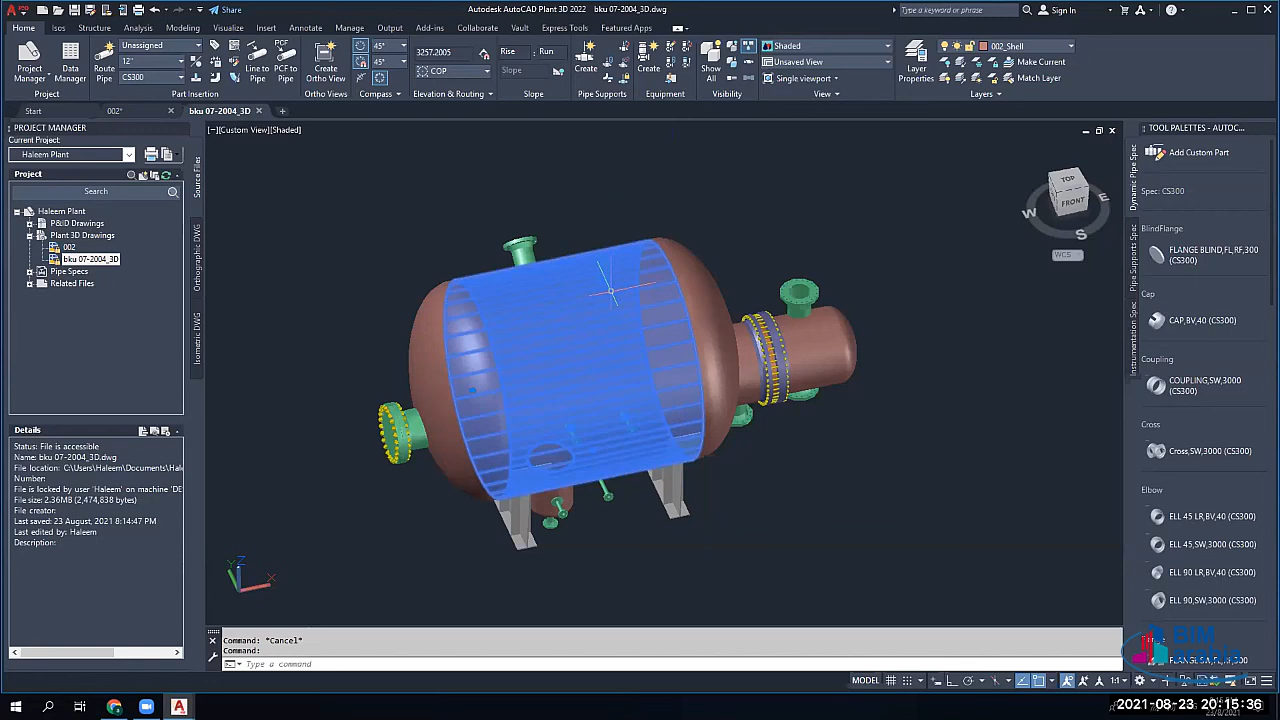 Share
Autodesk AutoCAD Plant 3D 2022   bku 07-2004_3D.dwg
Type a keyword or phrase
Sign In
Home
Isos
Structure
Analysis
Modeling
Visualize
Insert
Annotate
Manage
Output
Add-ins
Collaborate
Vault
Express Tools
Featured Apps
Project Manager
Data Manager
Project
Route Pipe
Unassigned
12"
CS300
Line to Pipe
PCF to Pipe
Part Insertion
Create Ortho View
Ortho Views
45°
45°
Compass
3257.2005
COP
Elevation & Routing
Rise : Run
Slope
Slope
Create
Pipe Supports
Create
Equipment
Show All
Visibility
Shaded
Unsaved View
Single viewport
View
Layer Properties
002_Shell
Make Current
Match Layer
Layers
Start
002*
bku 07-2004_3D
PROJECT MANAGER
Current Project:
Haleem Plant
Project
Search
Haleem Plant
P&ID Drawings
Plant 3D Drawings
002
bku 07-2004_3D
Pipe Specs
Related Files
Details
Status: File is accessible
Name: bku 07-2004_3D.dwg
File location: C:\Users\Haleem\Documents\Hal
Number:
File is locked by user 'Haleem' on machine 'DE
File size: 2.36MB (2,474,838 bytes)
File creator:
Last saved: 23 August, 2021 8:14:47 PM
Last edited by: Haleem
Description:
Source Files
Orthographic DWG
Isometric DWG
[−][Custom View][Shaded]
TOP
FRONT
W
E
S
WCS
Z
Y
X
Command: *Cancel*
Command:
Type a command
TOOL PALETTES - AUTOC...
Dynamic Pipe Spec
Pipe Supports Spec
Instrumentation Spec
Add Custom Part
Spec: CS300
BlindFlange
FLANGE BLIND,FL,RF,300 (CS300)
Cap
CAP,BV,40 (CS300)
Coupling
COUPLING,SW,3000 (CS300)
Cross
Cross,SW,3000 (CS300)
Elbow
ELL 45 LR,BV,40 (CS300)
ELL 45,SW,3000 (CS300)
ELL 90 LR,BV,40 (CS300)
ELL 90,SW,3000 (CS300)
BIM
arabia
MODEL
1:1
2021-08-23 20:15:36
23/8/2021